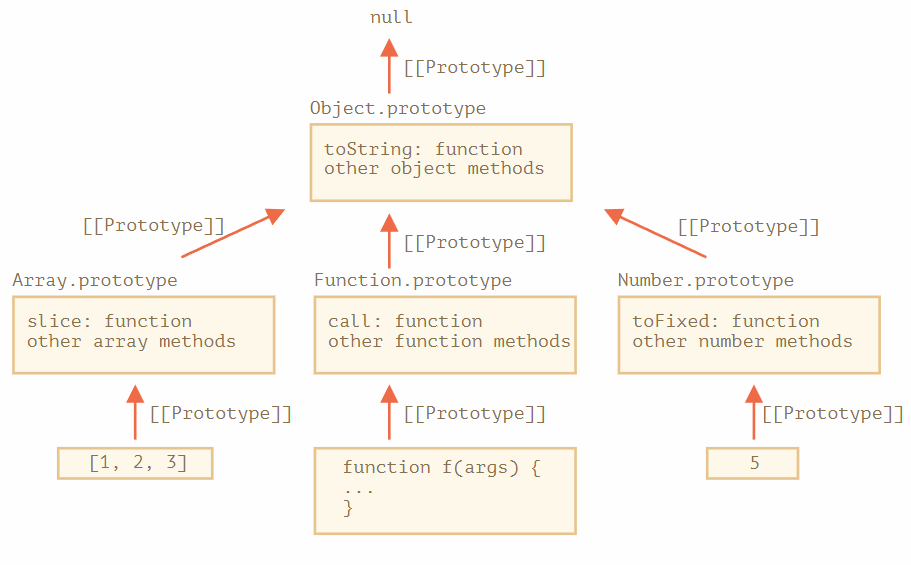 null
[[Prototype]]
Object.prototype
toString: function
other object methods
[[Prototype]]
[[Prototype]]
[[Prototype]]
Array.prototype
Function.prototype
Number.prototype
slice: function
other array methods
call: function
other function methods
toFixed: function
other number methods
[[Prototype]]
[[Prototype]]
[[Prototype]]
[1, 2, 3]
function f(args) {
...
}
5